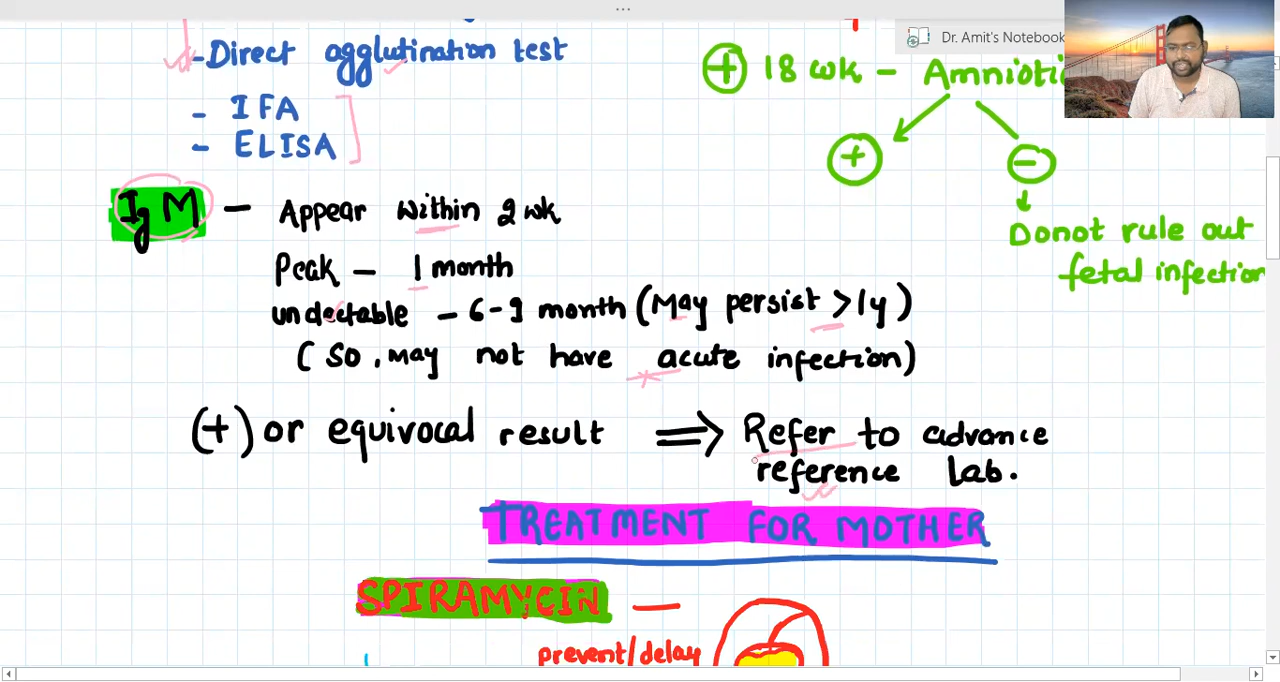 Dr. Amit's Notebook
-Direct agglutination test
- IFA
- ELISA
+ 18 wk - Amnioti
+
-
Donot rule out
fetal infection
IgM - Appear within 2 wk
Peak - 1 month
undectable - 6-9 month (May persist >1y)
(So, may not have acute infection)
(+) or equivocal result ⇒ Refer to advance
reference lab.
TREATMENT FOR MOTHER
SPIRAMYCIN -
prevent/delay